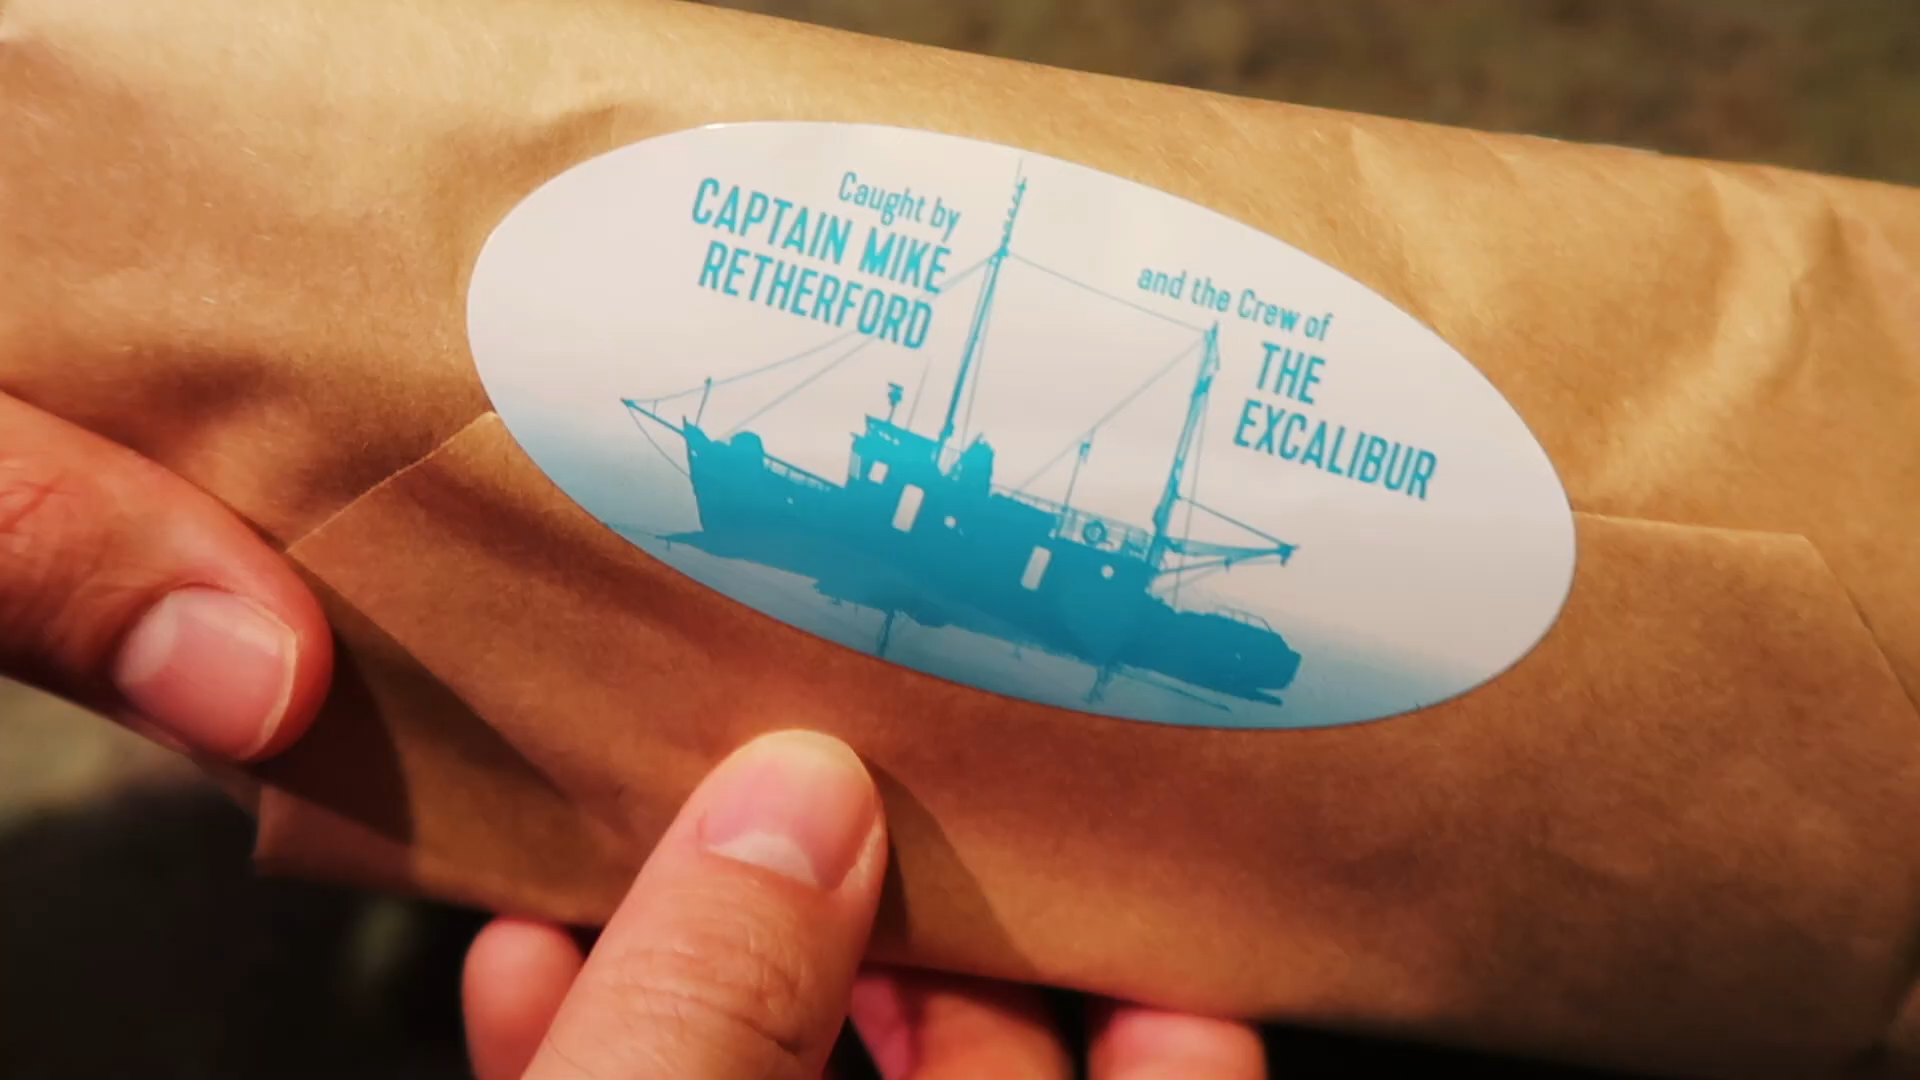 Caught by
CAPTAIN MIKE
RETHERFORD
and the Crew of
THE
EXCALIBUR